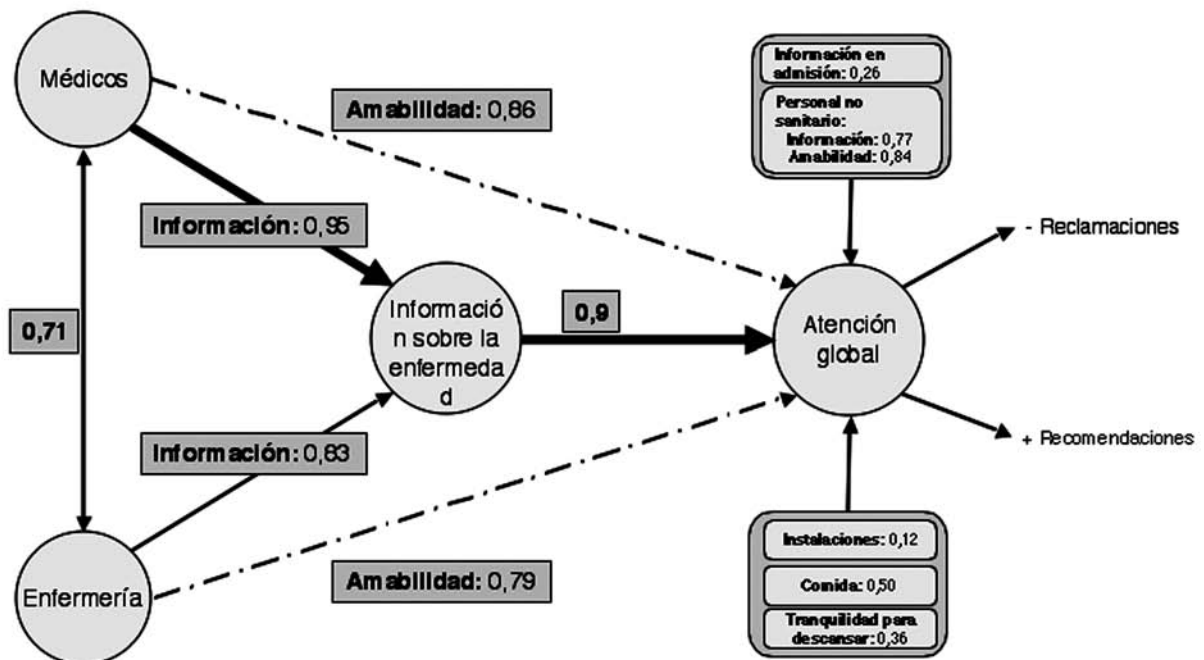 Médicos
Amabilidad: 0,86
Información en
admisión: 0,26
Personal no
sanitario:
Información: 0,77
Amabilidad: 0,84
Información: 0,95
- Reclamaciones
0,71
Informació
n sobre la
enfermeda
d
0,9
Atención
global
Información: 0,83
+ Recomendaciones
Enfermería
Amabilidad: 0,79
Instalaciones: 0,12
Comida: 0,50
Tranquilidad para
descansar: 0,36